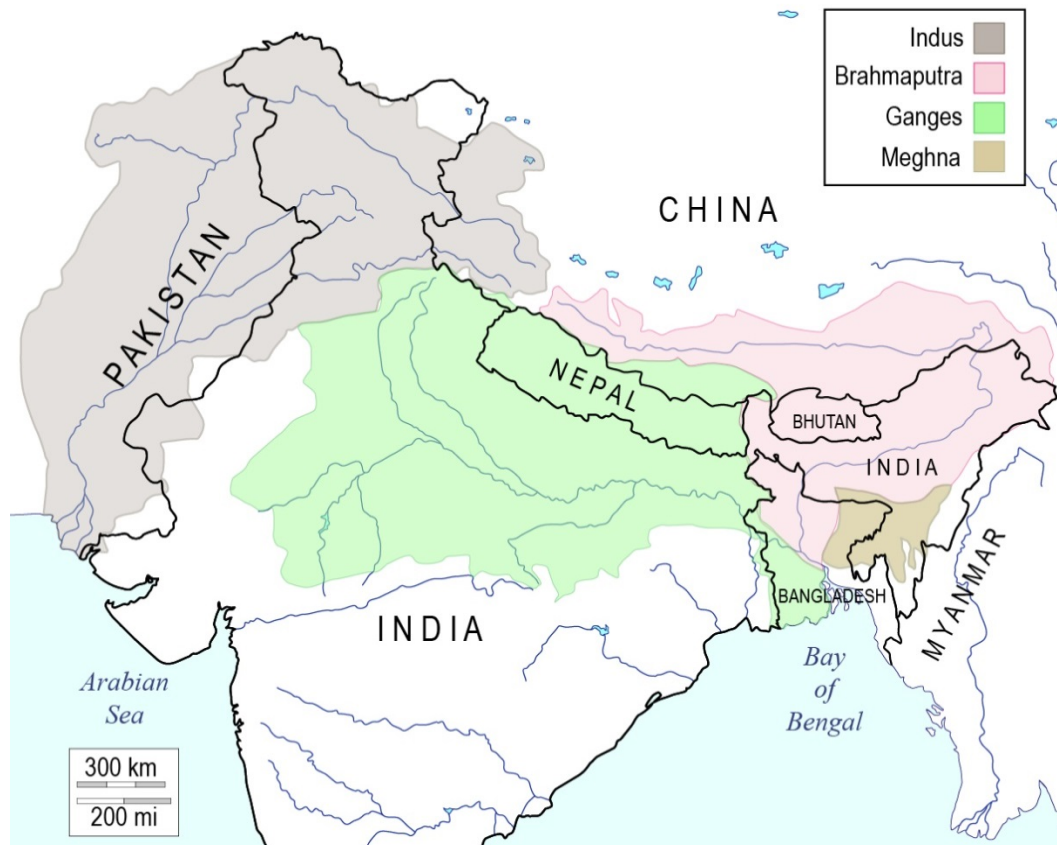 Indus
Brahmaputra
Ganges
Meghna
CHINA
PAKISTAN
NEPAL
BHUTAN
INDIA
BANGLADESH
MYANMAR
INDIA
Arabian
Sea
Bay
of
Bengal
300 km
200 mi